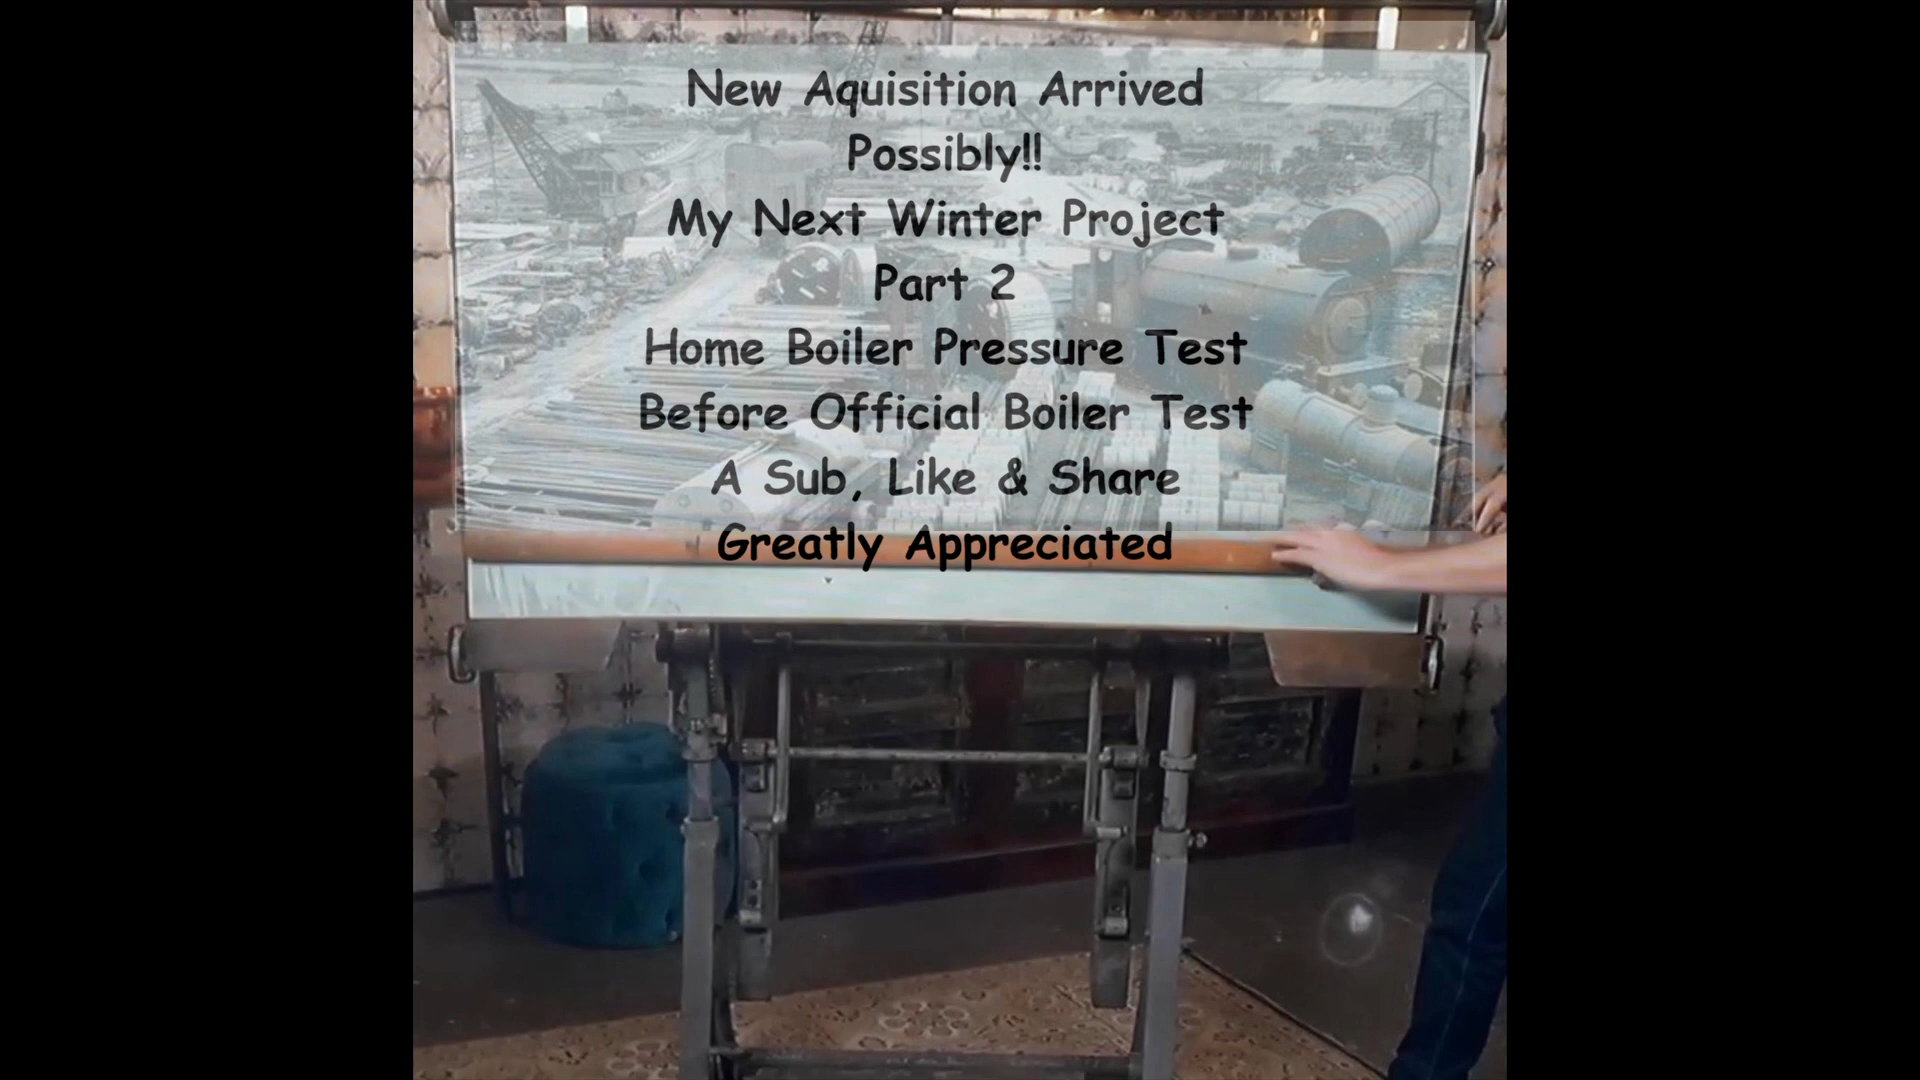 New Aquisition Arrived
Possibly!!
My Next Winter Project
Part 2
Home Boiler Pressure Test
Before Official Boiler Test
A Sub, Like & Share
Greatly Appreciated